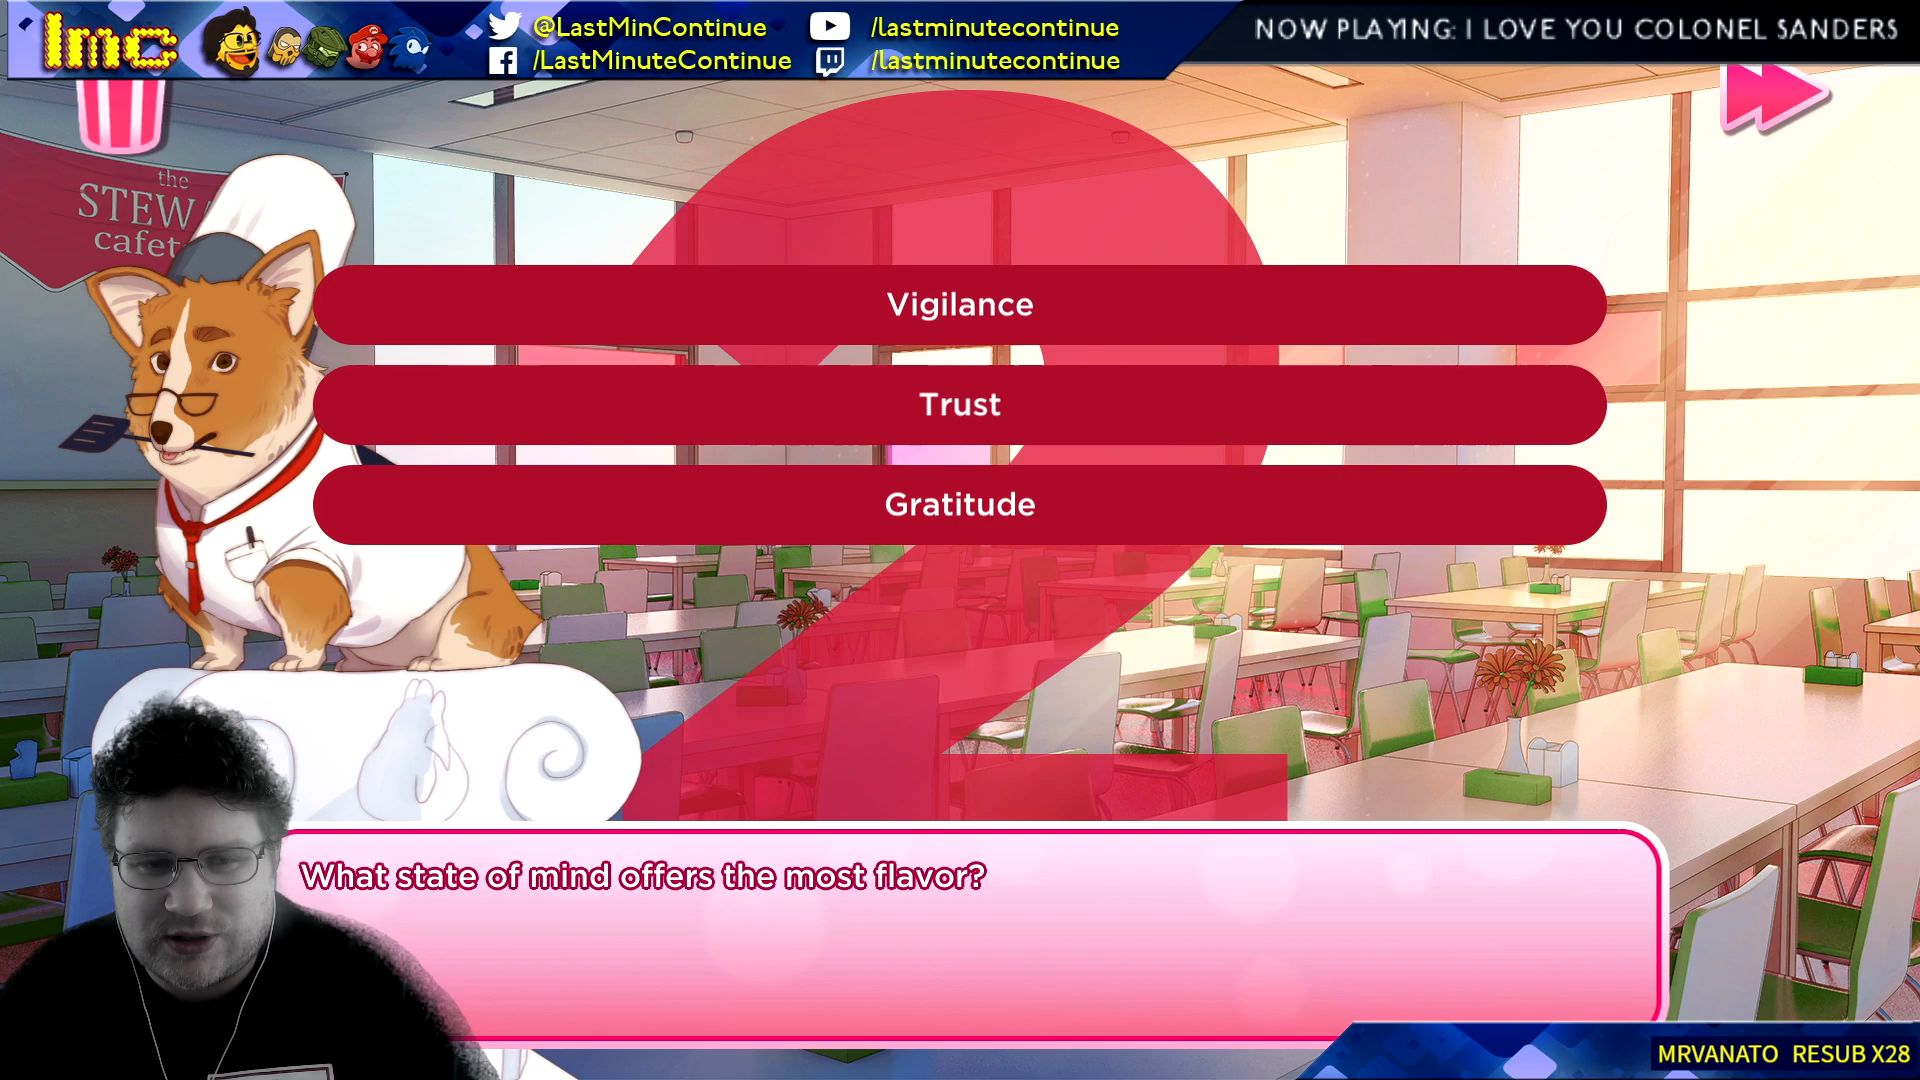 lmc
@LastMinContinue
/lastminutecontinue
/LastMinuteContinue
/lastminutecontinue
NOW PLAYING: I LOVE YOU COLONEL SANDERS
the
STEW
cafet
Vigilance
Trust
Gratitude
What state of mind offers the most flavor?
MRVANATO RESUB X28